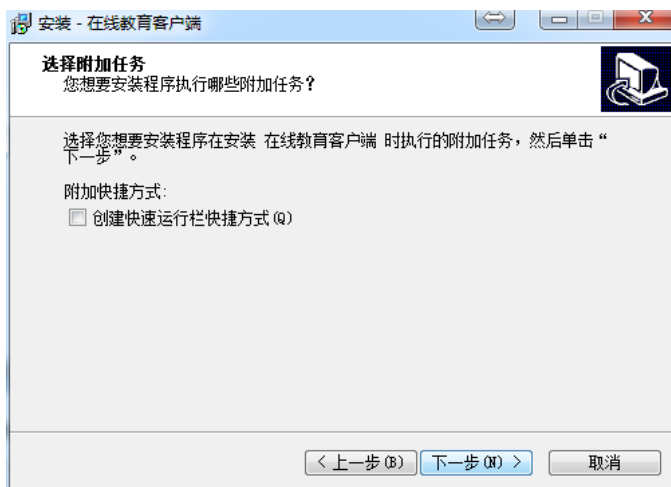 安装 - 在线教育客户端
选择附加任务
您想要安装程序执行哪些附加任务?
选择您想要安装程序在安装 在线教育客户端 时执行的附加任务，然后单击“
下一步”。
附加快捷方式:
创建快速运行栏快捷方式(Q)
< 上一步(B) 下一步(N) > 取消